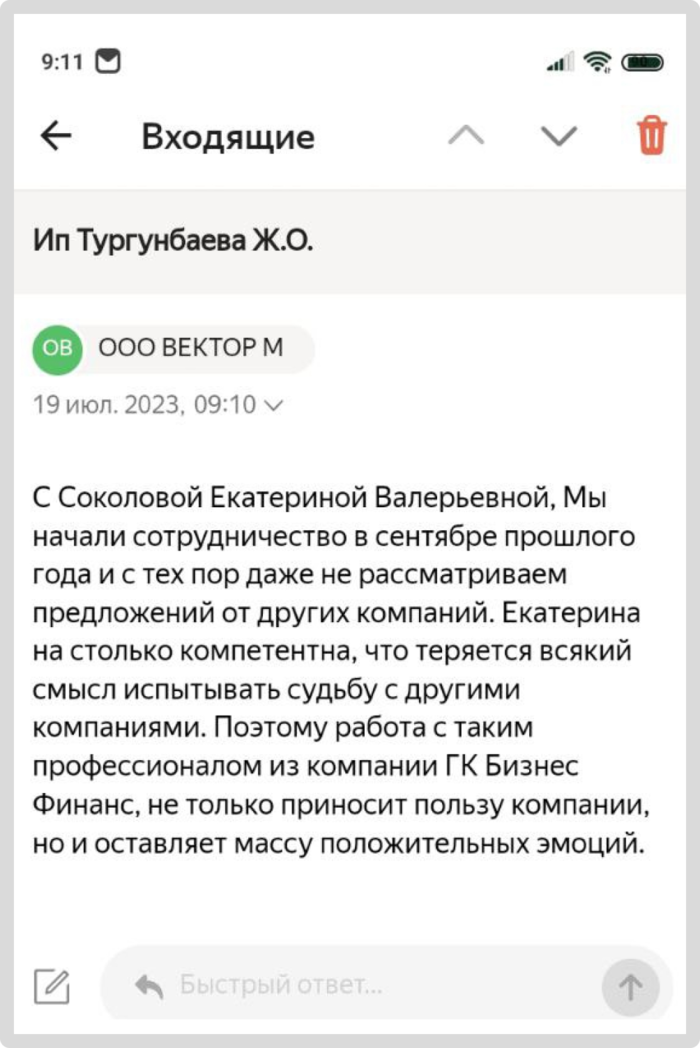 9:11
Входящие
Ип Тургунбаева Ж.О.
ОВ ООО ВЕКТОР М
19 июл. 2023, 09:10
С Соколовой Екатериной Валерьевной, Мы
начали сотрудничество в сентябре прошлого
года и с тех пор даже не рассматриваем
предложений от других компаний. Екатерина
на столько компетентна, что теряется всякий
смысл испытывать судьбу с другими
компаниями. Поэтому работа с таким
профессионалом из компании ГК Бизнес
Финанс, не только приносит пользу компании,
но и оставляет массу положительных эмоций.
Быстрый ответ...